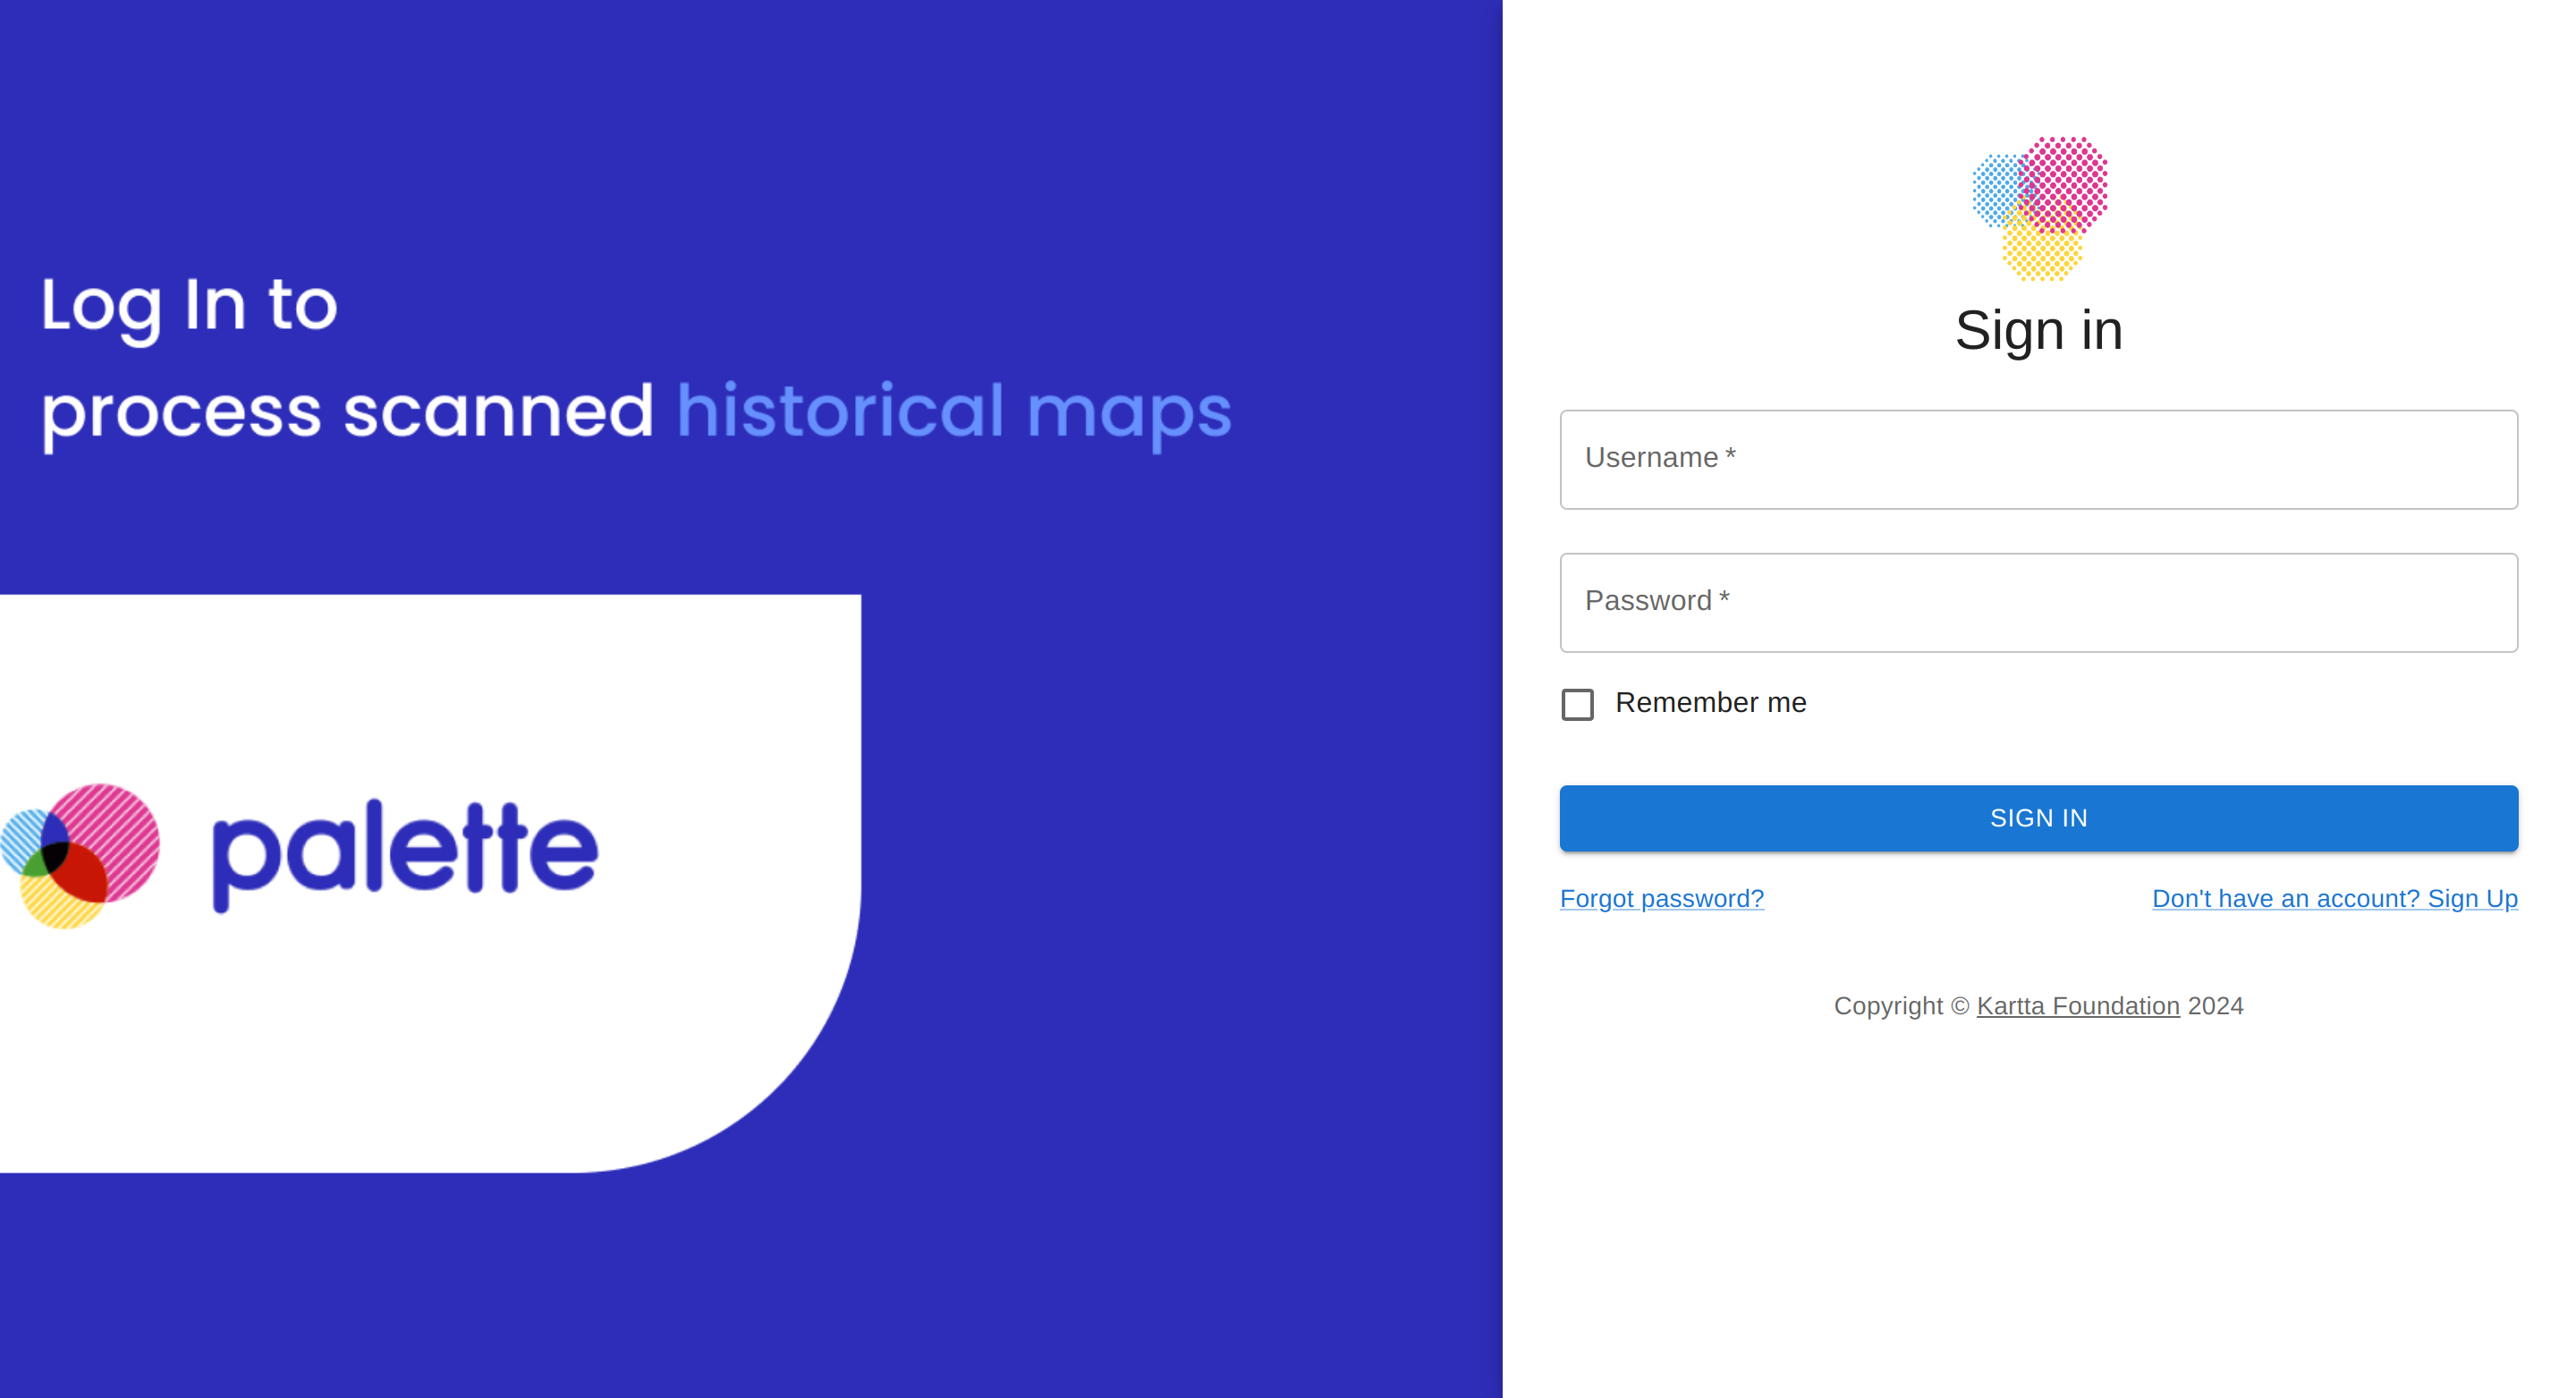 Log In to
process scanned historical maps
palette
Sign in
Username *
Password *
Remember me
SIGN IN
Forgot password?
Don't have an account? Sign Up
Copyright © Kartta Foundation 2024